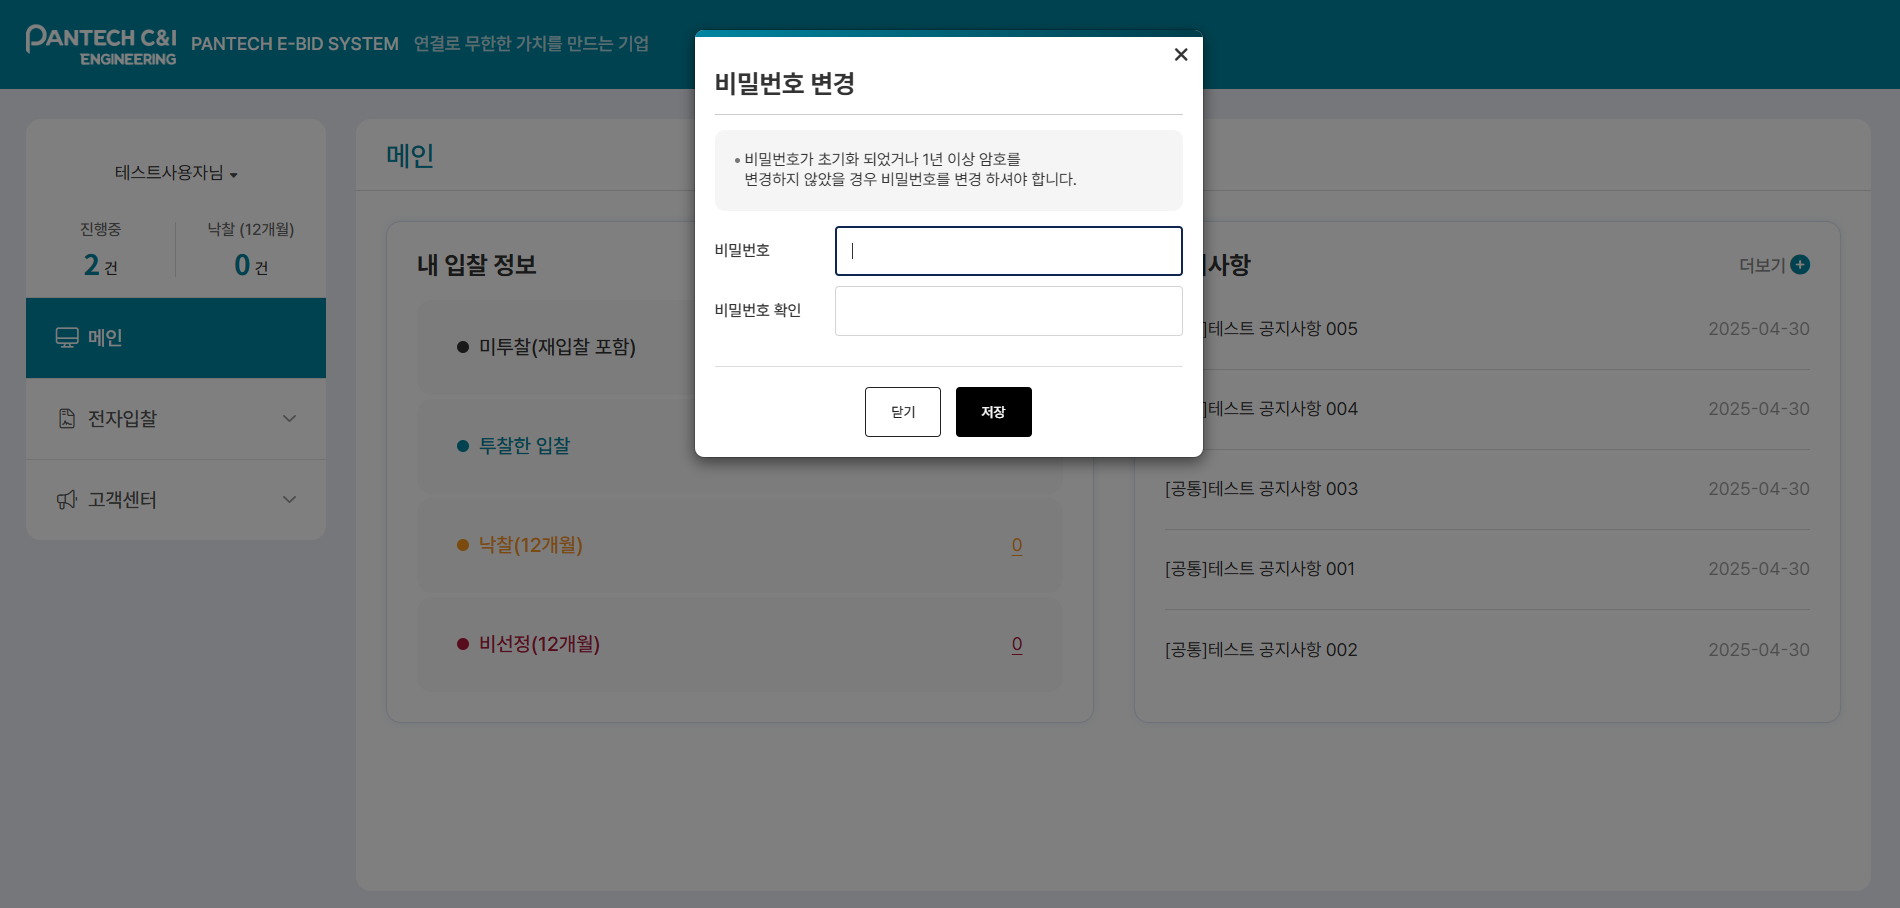 PANTECH C&I
ENGINEERING
PANTECH E-BID SYSTEM 연결로 무한한 가치를 만드는 기업
테스트사용자님
진행중
2 건
낙찰 (12개월)
0 건
메인
전자입찰
고객센터
메인
내 입찰 정보
미투찰(재입찰 포함)
투찰한 입찰
낙찰(12개월) 0
비선정(12개월) 0
사항
더보기
]테스트 공지사항 005 2025-04-30
]테스트 공지사항 004 2025-04-30
[공통]테스트 공지사항 003 2025-04-30
[공통]테스트 공지사항 001 2025-04-30
[공통]테스트 공지사항 002 2025-04-30
비밀번호 변경
비밀번호가 초기화 되었거나 1년 이상 암호를
변경하지 않았을 경우 비밀번호를 변경 하셔야 합니다.
비밀번호
비밀번호 확인
닫기 저장